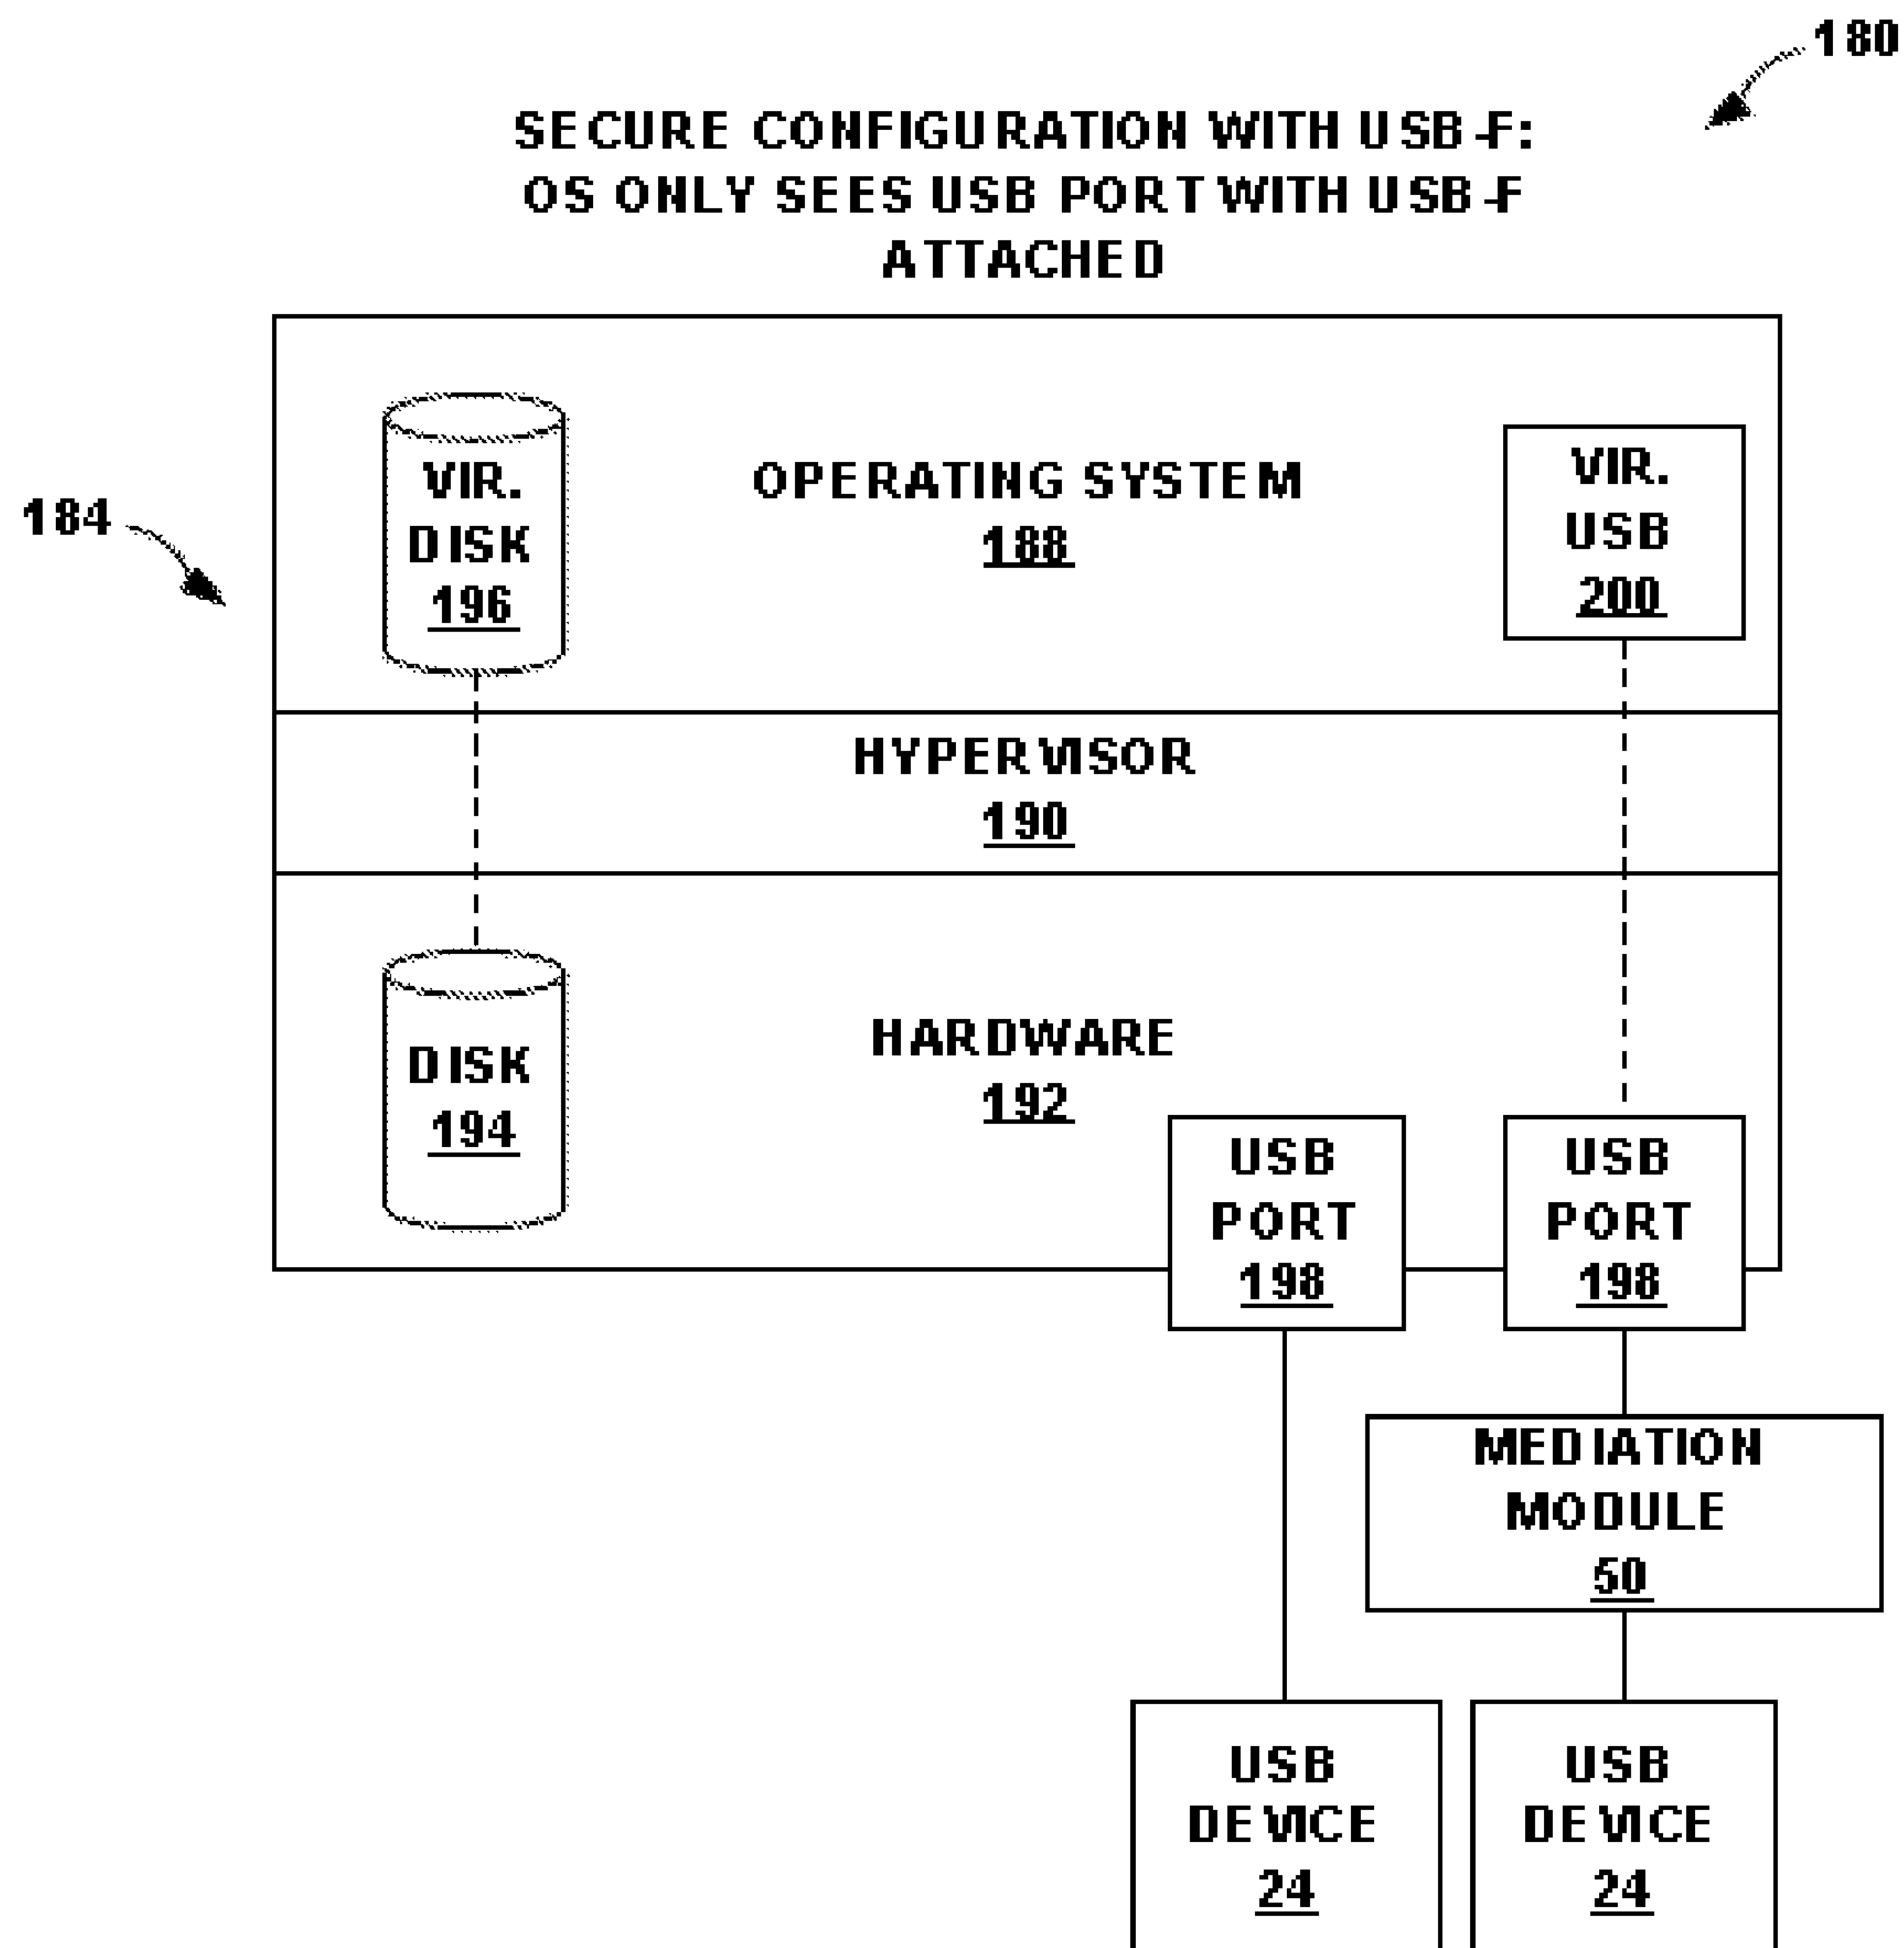 180
SECURE CONFIGURATION WITH USB-F:
OS ONLY SEES USB PORT WITH USB-F
ATTACHED
184
VIR.
DISK
196
OPERATING SYSTEM
188
VIR.
USB
200
HYPERVISOR
190
DISK
194
HARDWARE
192
USB
PORT
198
USB
PORT
198
MEDIATION
MODULE
50
USB
DEVICE
24
USB
DEVICE
24